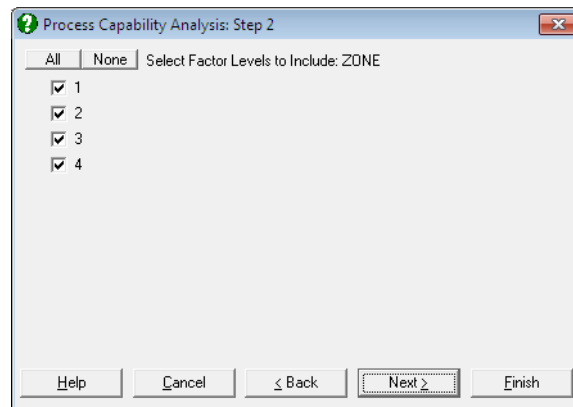 Process Capability Analysis: Step 2
All None Select Factor Levels to Include: ZONE
1
2
3
4
Help Cancel < Back Next > Finish